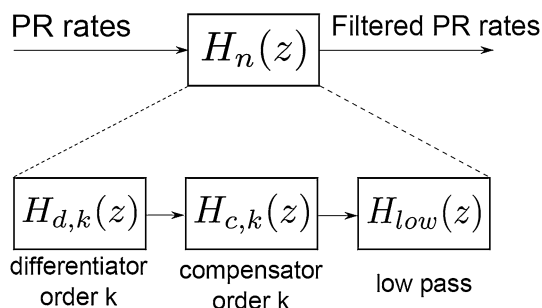 PR rates
Filtered PR rates
H_n(z)
H_{d,k}(z)
H_{c,k}(z)
H_{low}(z)
differentiator
order k
compensator
order k
low pass